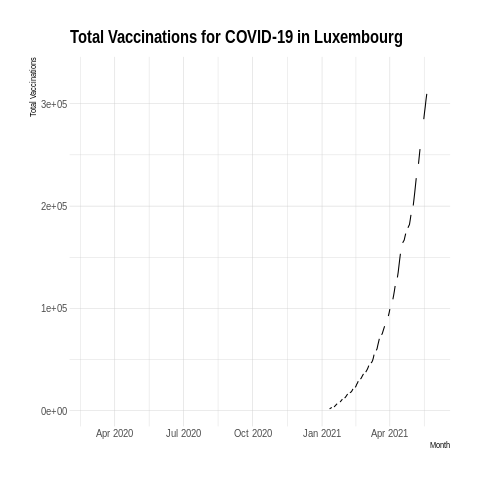 Total Vaccinations for COVID-19 in Luxembourg
Total Vaccinations
3e+05
2e+05
1e+05
0e+00
Apr 2020 Jul 2020 Oct 2020 Jan 2021 Apr 2021
Month